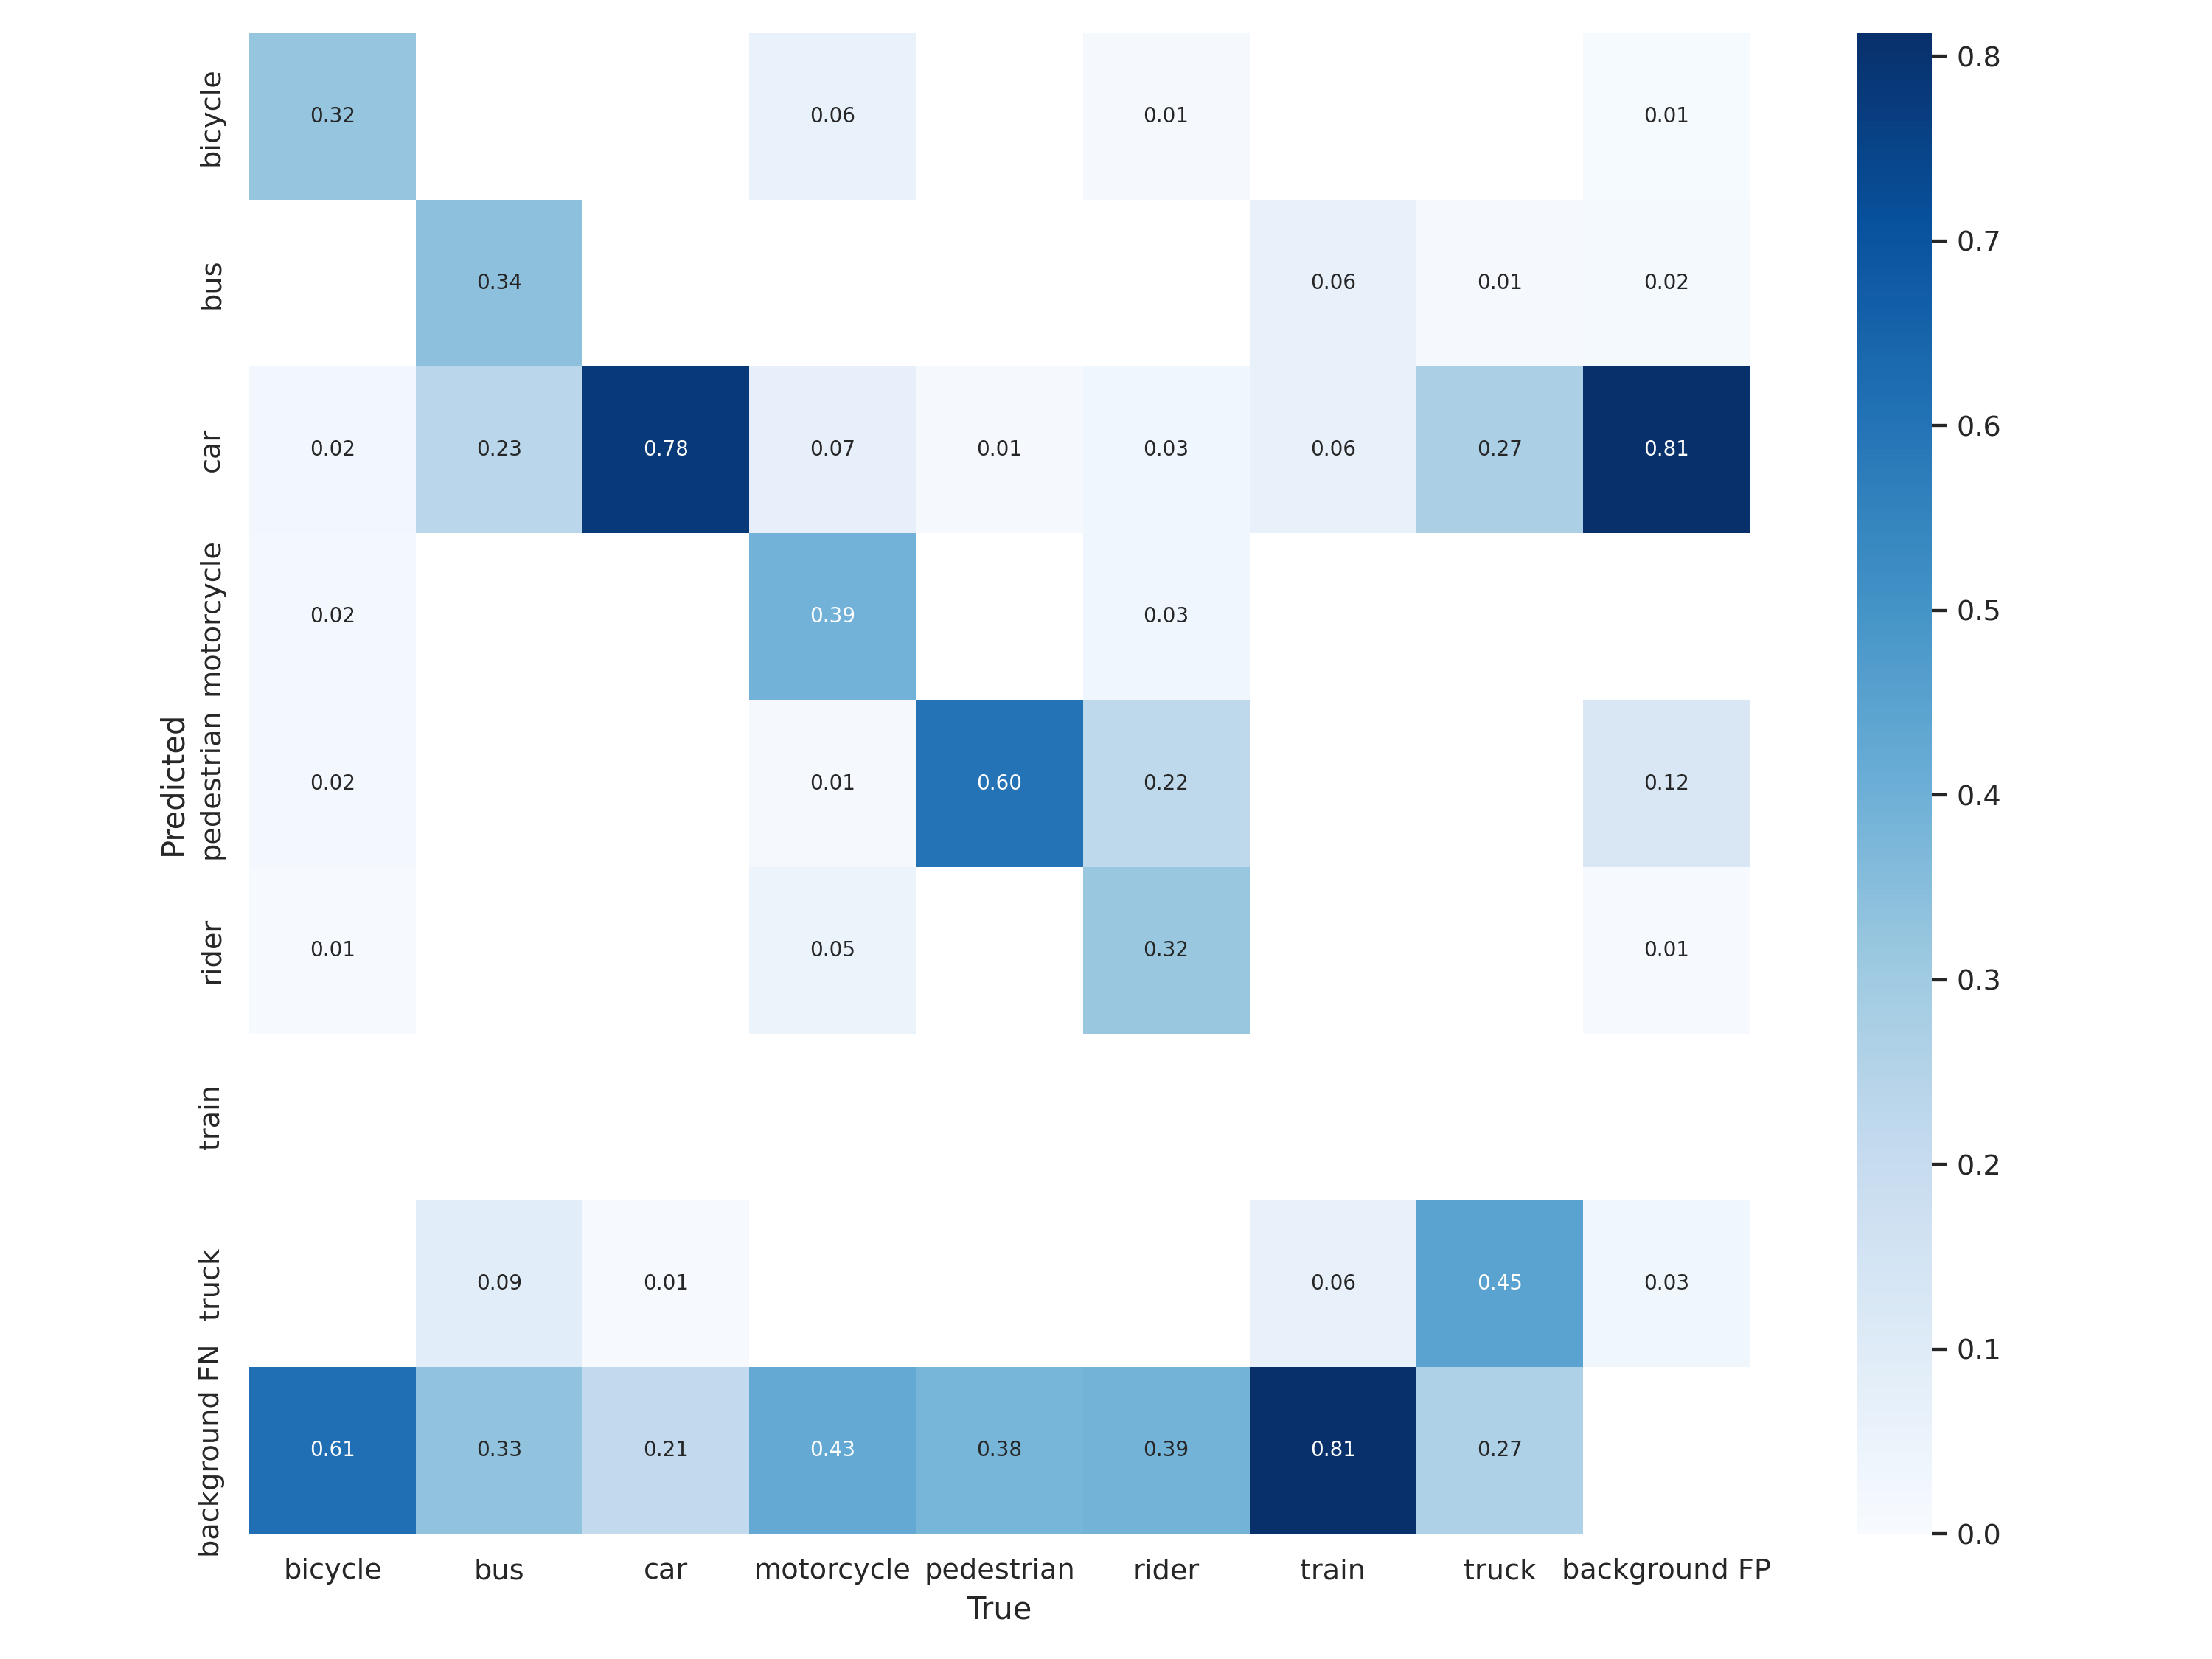 bicycle 0.32 0.06 0.01 0.01 0.8
bus 0.34 0.06 0.01 0.02 0.7
car 0.02 0.23 0.78 0.07 0.01 0.03 0.06 0.27 0.81 0.6
motorcycle 0.02 0.39 0.03 0.5
Predicted
pedestrian 0.02 0.01 0.60 0.22 0.12 0.4
rider 0.01 0.05 0.32 0.01 0.3
train 0.2
truck 0.09 0.01 0.06 0.45 0.03 0.1
background FN 0.61 0.33 0.21 0.43 0.38 0.39 0.81 0.27 0.0
bicycle bus car motorcycle pedestrian rider train truck background FP
True